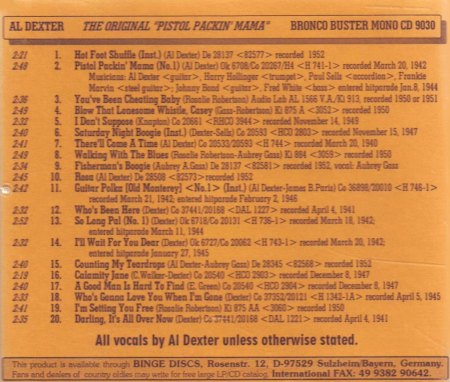 AL DEXTER THE ORIGINAL "PISTOL PACKIN' MAMA" BRONCO BUSTER MONO CD 9030
2:21 1. Hot Foot Shuffle (Inst.) (Al Dexter) De 28137 <82577> recorded 1952
2:48 2. Pistol Packin' Mama (No.1) (Al Dexter) Ok 6708/Co 20267/H4 <H 741-1> recorded March 20, 1942
Musicians: Al Dexter <guitar>, Harry Hollinger <trumpet>, Paul Sells <accordion>, Frankie
Marvin <steel guitar>; Johnny Bond <guitar>, Fred White <bass> entered hitparade Jan.8, 1944
2:36 3. You've Been Cheating Baby (Rosalie Robertson) Audio Lab AL 1566 V.A./Ki 913, recorded 1950 or 1951
2:49 4. Blow That Lonesome Whistle, Casey (Gass-Robertson) Ki 875 A <3053> recorded 1950
2:32 5. I Don't Suppose (Knapton) Co 20661 <RHCO 3944> recorded November 14, 1949
2:40 6. Saturday Night Boogie (Inst.) (Dexter-Sells) Co 20593 <HCO 2803> recorded November 15, 1947
2:41 7. There'll Come A Time (Al Dexter) Co 20533/20593 <H 744> recorded March 20, 1940
2:49 8. Walking With The Blues (Rosalie Robertson-Aubrey Gass) Ki 884 <3059> recorded 1950
2:34 9. Fisherman's Boogie (Aubrey A.Gass) De 28137 <82581> recorded 1952, vocal: Aubrey Gass
2:45 10. Rosa (Al Dexter) De 28508 <82573> recorded 1952
2:43 11. Guitar Polka [Old Monterey] <No.1> (Inst.) (Al Dexter-James B.Paris) Co 36898/20010 <H 746-1>
recorded March 21, 1942; entered hitparade February 2, 1946
2:32 12. Who's Been Here (Dexter) Co 37441/20168 <DAL 1227> recorded April 4, 1941
2:52 13. So Long Pal (No. 1) (Dexter) Ok 6718/Co 20131 <H 736-1> recorded March 18, 1942;
entered hitparade March 11, 1944
2:32 14. I'll Wait For You Dear (Dexter) Ok 6727/Co 20062 <H 743-1> recorded March 20, 1942;
entered hitparade January 27, 1945
2:40 15. Counting My Teardrops (Al Dexter-Aubrey Gass) De 28345 <82568> recorded 1952
2:19 16. Calamity Jane (C.Walker-Dexter) Co 20540 <HCO 2903> recorded December 8, 1947
2:40 17. A Good Man Is Hard To Find (E. Green) Co 20540 <HCO 2904> recorded December 8, 1947
2:33 18. Who's Gonna Love You When I'm Gone (Dexter) Co 37352/20121 <H 1342-1A> recorded April 5, 1945
2:41 19. I'm Setting You Free (Rosalie Robertson) Ki 875 AA <3060> recorded 1950
2:35 20. Darling, It's All Over Now (Dexter) Co 37441/20168 <DAL 1221> recorded April 4, 1941
All vocals by Al Dexter unless otherwise stated.
This product is available through BINGE DISCS, Rosenstr. 12, D-97529 Sulzheim/Bayern, Germany.
Fans and dealers of country oldies may write for free large LP/CD catalog. International FAX: 49 9382 90642.